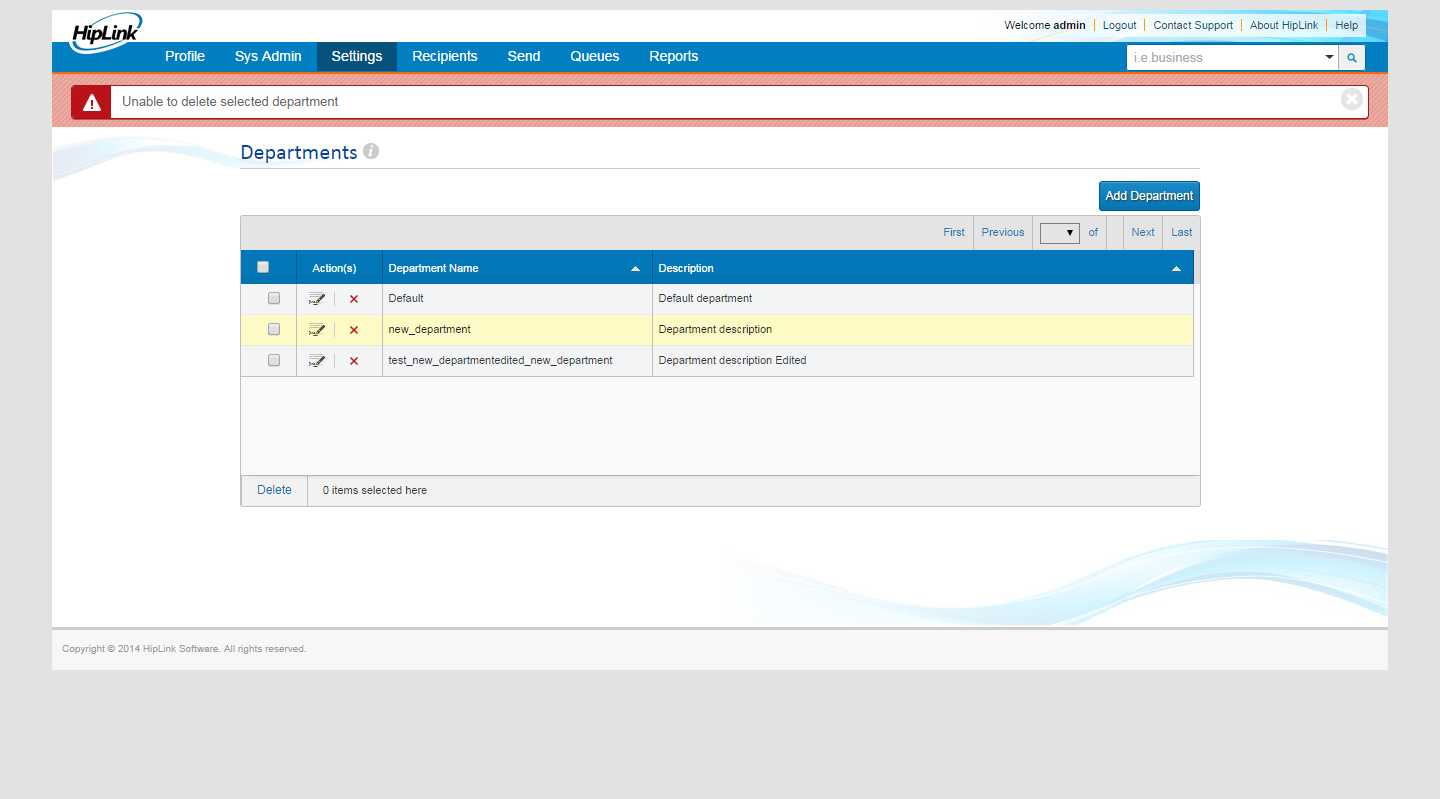 HipLink
Welcome admin Logout Contact Support About HipLink Help
Profile Sys Admin Settings Recipients Send Queues Reports i.e.business
Unable to delete selected department
Departments i
Add Department
First Previous of Next Last
Action(s) Department Name Description
Default Default department
new_department Department description
test_new_departmentedited_new_department Department description Edited
Delete 0 items selected here
Copyright © 2014 HipLink Software. All rights reserved.